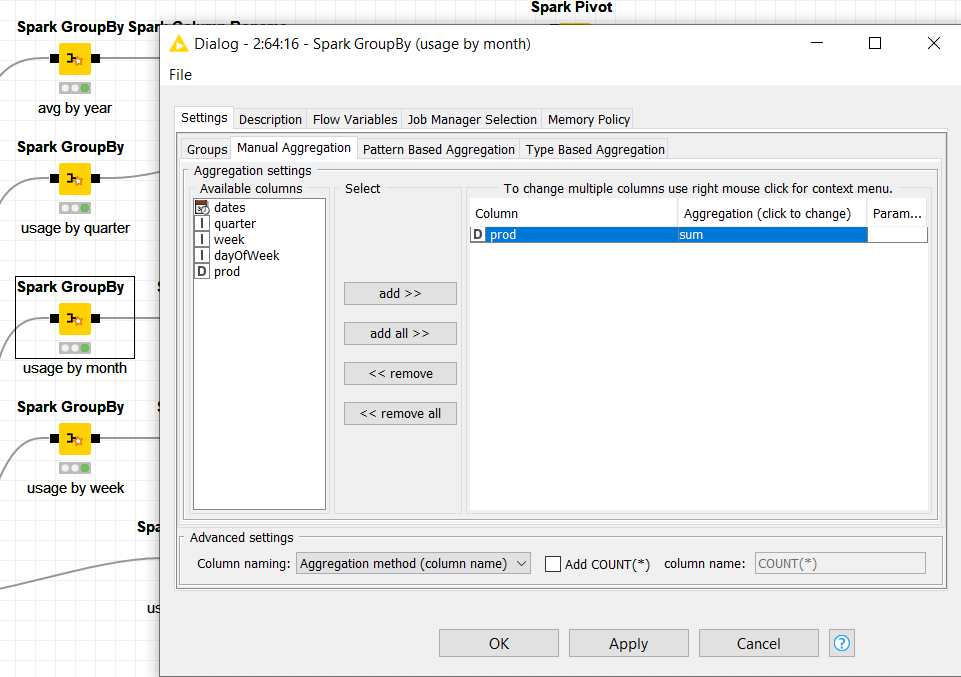 Spark Pivot
Spark GroupBy Spark Column Rename
avg by year
Spark GroupBy
usage by quarter
Spark GroupBy
usage by month
Spark GroupBy
usage by week
Spa
us
Dialog - 2:64:16 - Spark GroupBy (usage by month)
File
Settings Description Flow Variables Job Manager Selection Memory Policy
Groups Manual Aggregation Pattern Based Aggregation Type Based Aggregation
Aggregation settings
Available columns
dates
I quarter
I week
I dayOfWeek
D prod
Select
add >>
add all >>
<< remove
<< remove all
To change multiple columns use right mouse click for context menu.
Column Aggregation (click to change) Param...
D prod sum
Advanced settings
Column naming: Aggregation method (column name) Add COUNT(*) column name: COUNT(*)
OK Apply Cancel ?